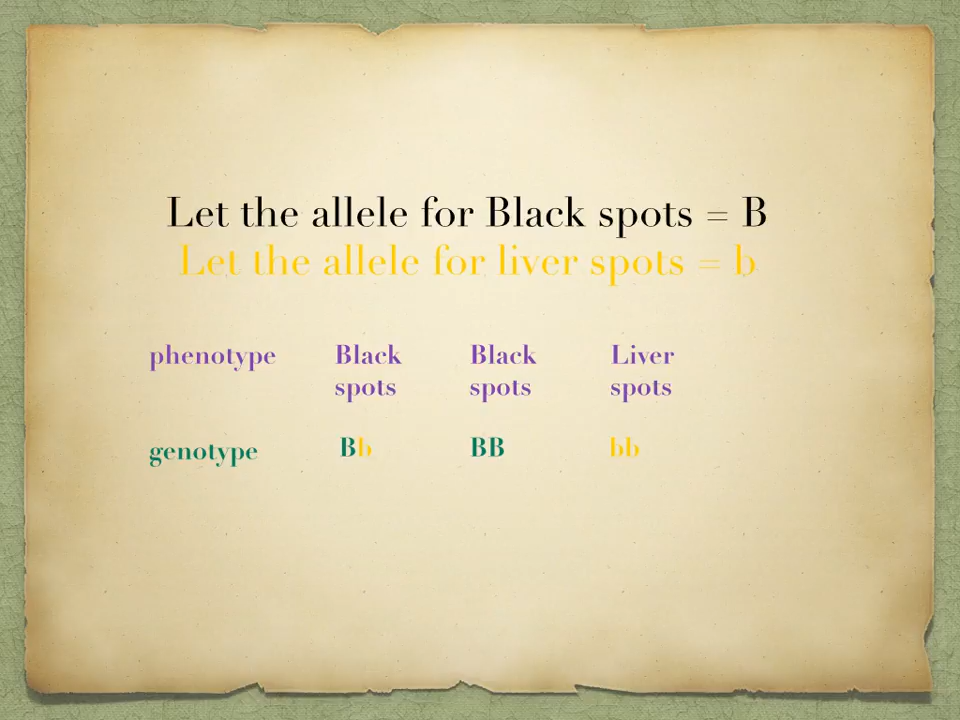 Let the allele for Black spots = B
Let the allele for liver spots = b
phenotype Black spots Black spots Liver spots
genotype Bb BB bb